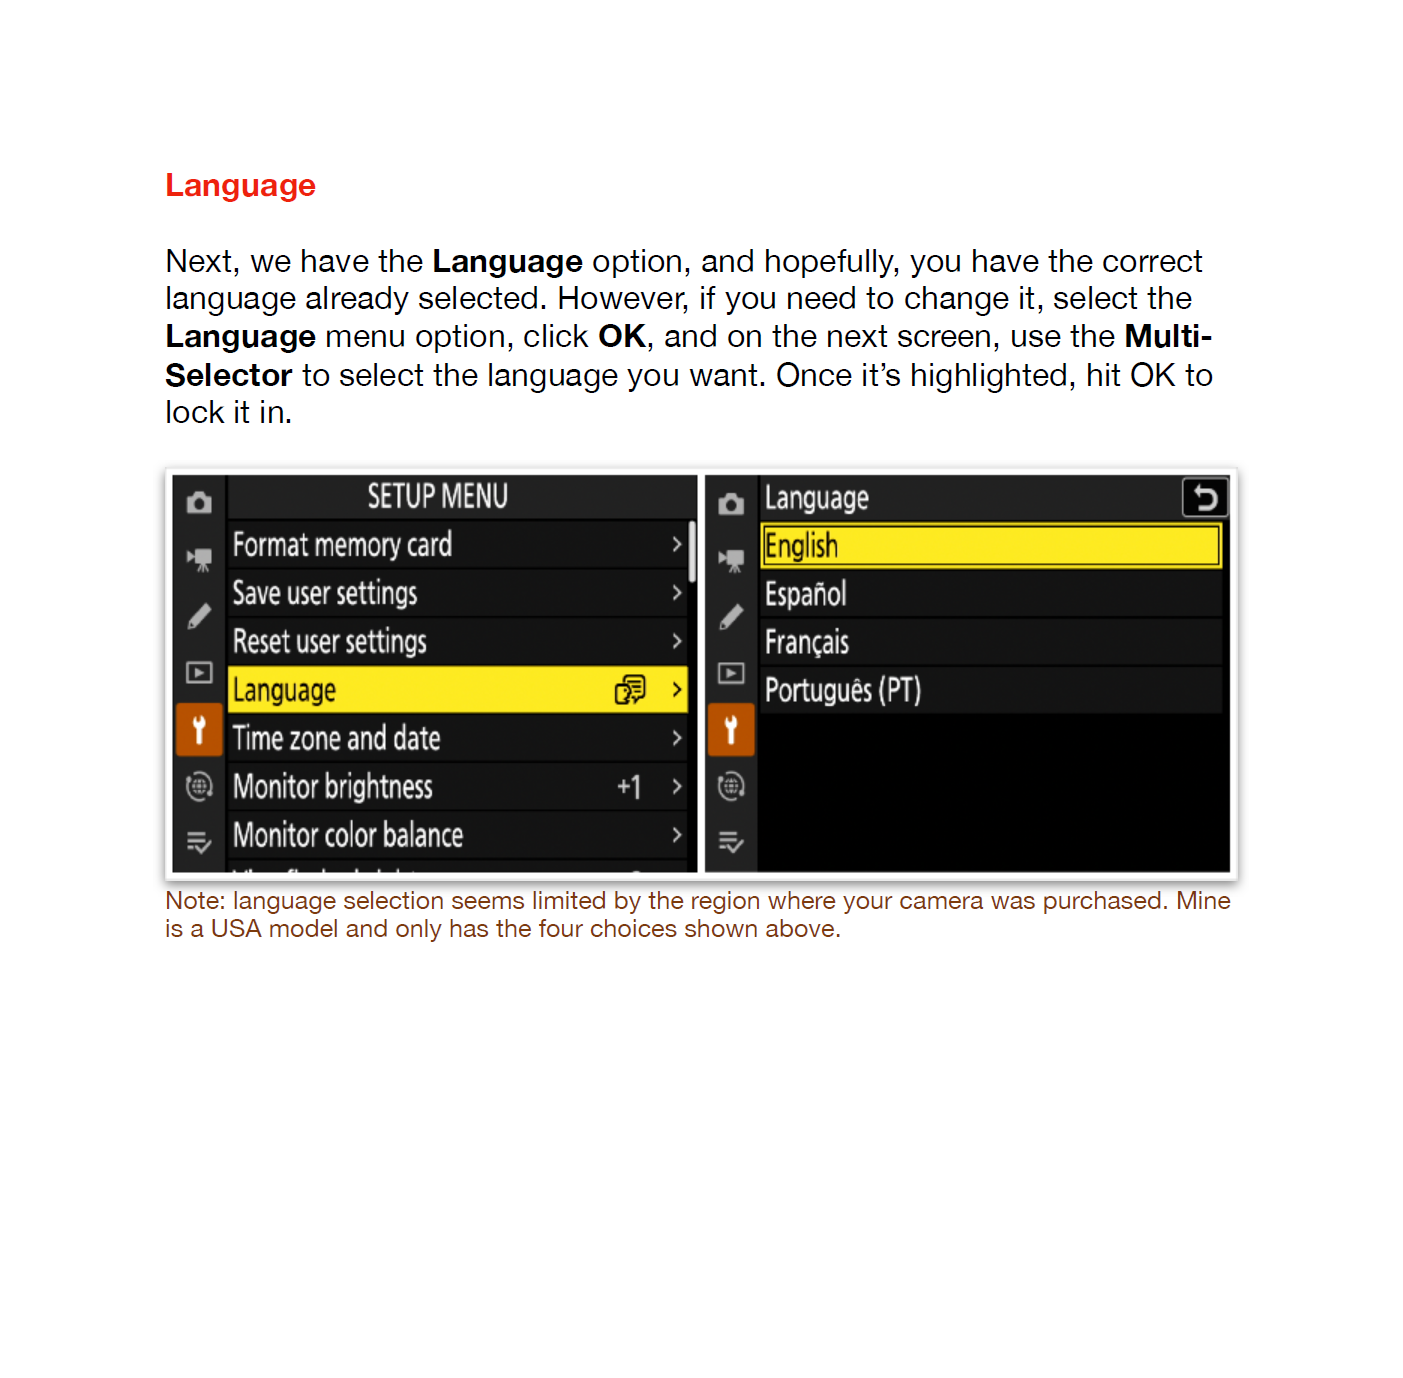 Language
Next, we have the Language option, and hopefully, you have the correct
language already selected. However, if you need to change it, select the
Language menu option, click OK, and on the next screen, use the Multi-
Selector to select the language you want. Once it’s highlighted, hit OK to
lock it in.
SETUP MENU
Format memory card
Save user settings
Reset user settings
Language
Time zone and date
Monitor brightness +1
Monitor color balance
Language
English
Español
Français
Português (PT)
Note: language selection seems limited by the region where your camera was purchased. Mine
is a USA model and only has the four choices shown above.